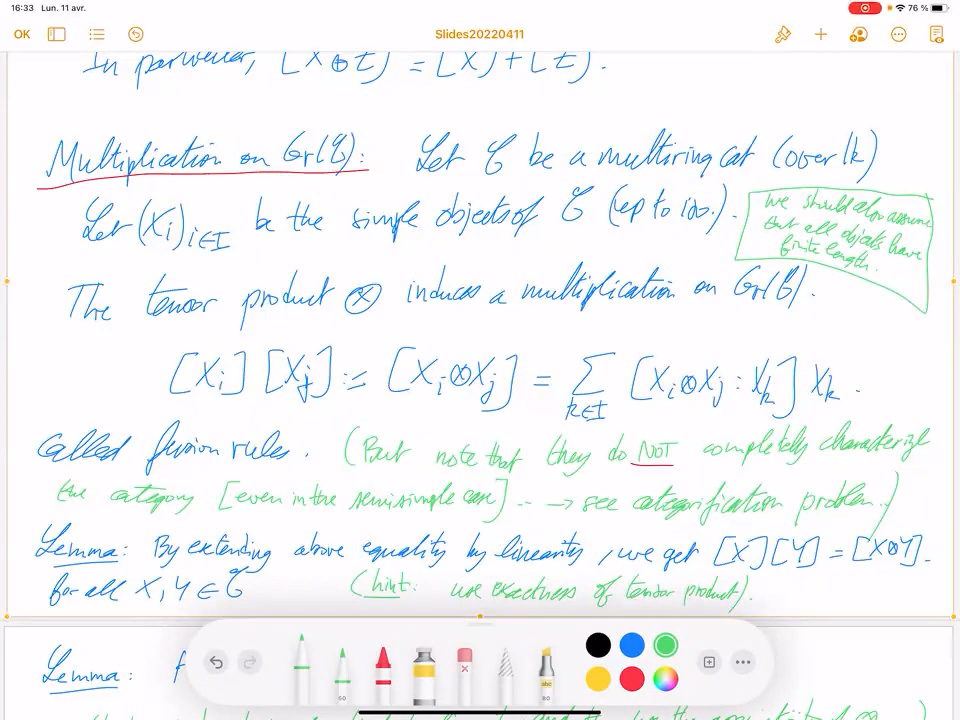 16:33 Lun. 11 avr.
76 %
OK
Slides20220411
In particular, [X⊕Z] = [X]+[Z].
Multiplication on Gr(𝒞): Let 𝒞 be a multiring cat (over k)
Let (Xi)i∈I be the simple objects of 𝒞 (up to iso.).
we should also assume
that all objects have
finite length.
The tensor product ⊗ induces a multiplication on Gr(𝒞).
[Xi] [Xj] := [Xi⊗Xj] = ∑k∈I [Xi⊗Xj : Xk] Xk.
Called fusion rules. (But note that they do NOT completely characterize
the category [even in the semisimple case]... → see categorification problem.)
Lemma: By extending above equality by linearity, we get [X][Y] = [X⊗Y].
for all X, Y ∈ 𝒞 (hint: use exactness of tensor product).
50
80
Lemma: